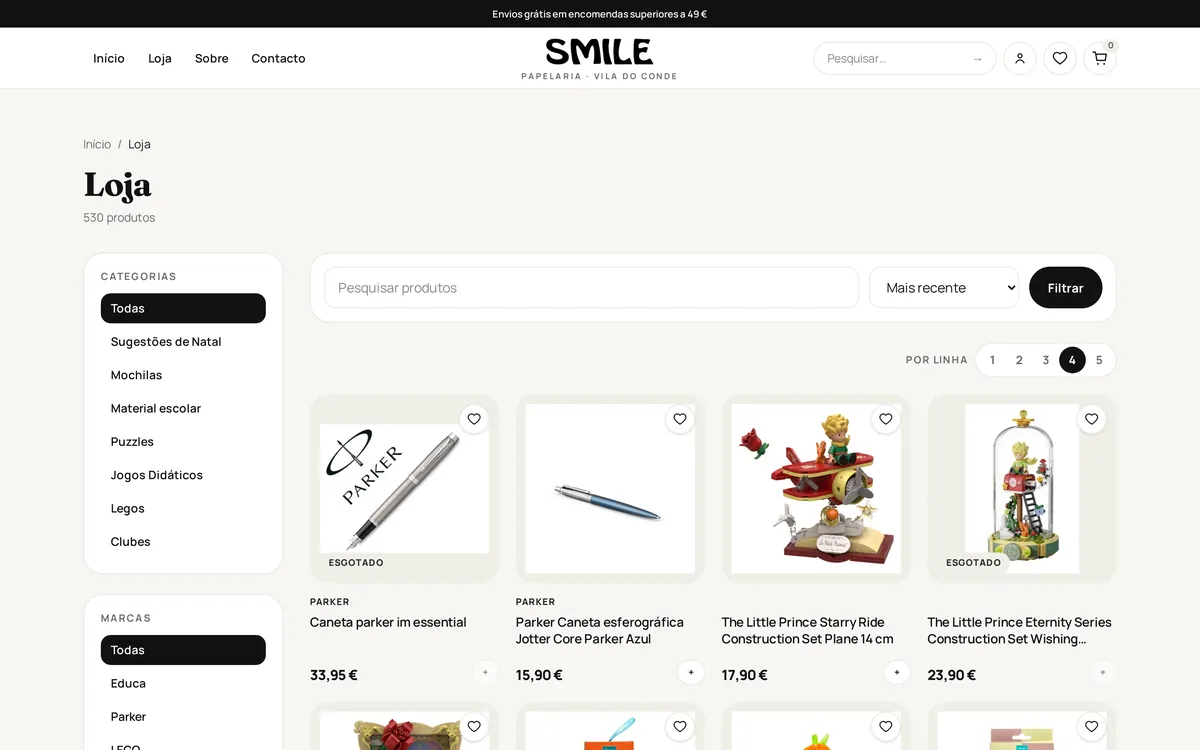 Envios grátis em encomendas superiores a 49 €
Início Loja Sobre Contacto
SMILE
PAPELARIA · VILA DO CONDE
Pesquisar... →
0
Início / Loja
Loja
530 produtos
CATEGORIAS
Todas
Sugestões de Natal
Mochilas
Material escolar
Puzzles
Jogos Didáticos
Legos
Clubes
MARCAS
Todas
Educa
Parker
LEGO
Pesquisar produtos
Mais recente
Filtrar
POR LINHA 1 2 3 4 5
PARKER
ESGOTADO
PARKER
Caneta parker im essential
33,95 €
+
PARKER
Parker Caneta esferográfica
Jotter Core Parker Azul
15,90 €
+
Le Petit Prince
The Little Prince Starry Ride
Construction Set Plane 14 cm
17,90 €
+
ESGOTADO
The Little Prince Eternity Series
Construction Set Wishing...
23,90 €
+